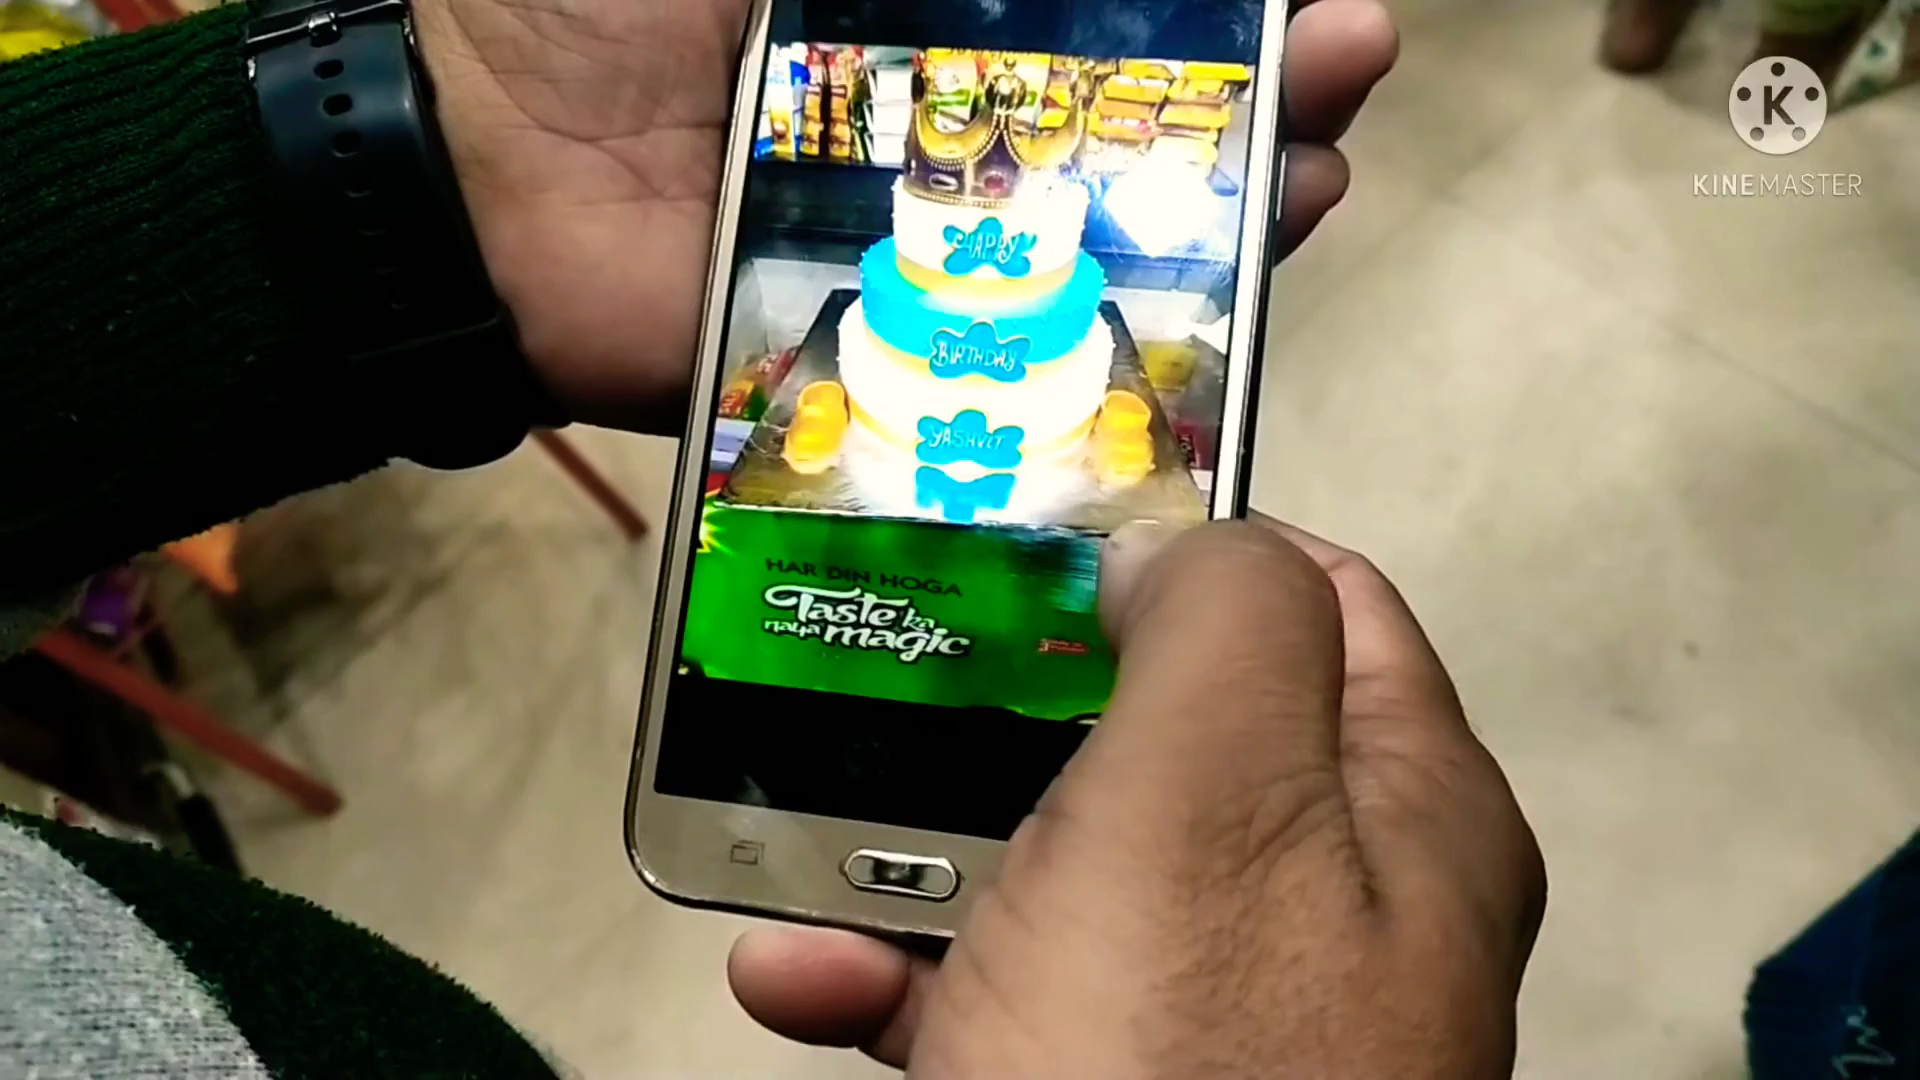 K
KINEMASTER
HAPPY
BIRTHDAY
YASHVIT
HAR DIN HOGA
Taste ka
naya magic